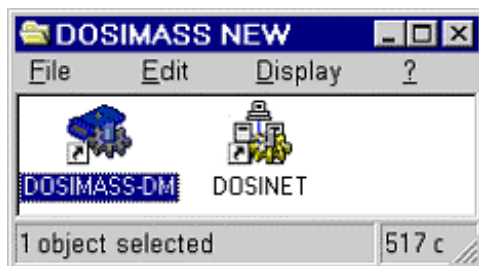 DOSIMASS NEW
File Edit Display ?
DOSIMASS-DM DOSINET
1 object selected 517 c